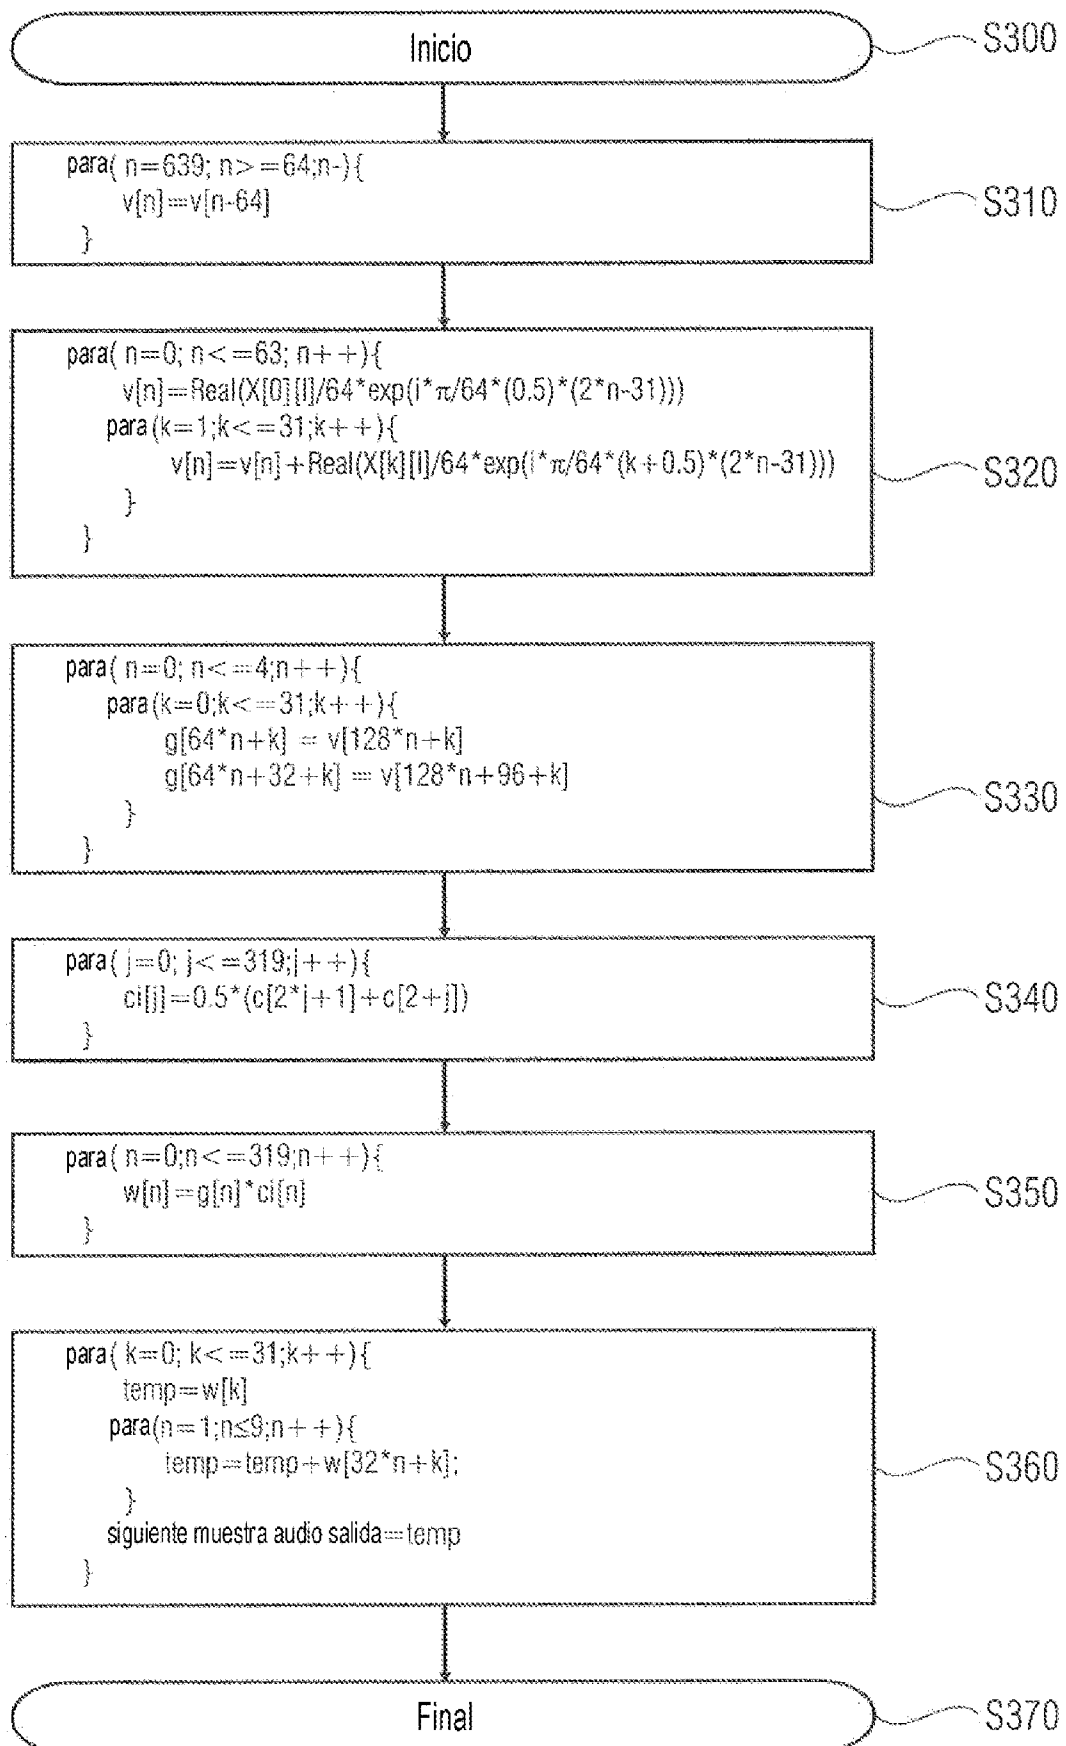 Inicio
S300
para( n=639; n>=64;n-){
v[n]=v[n-64]
}
S310
para( n=0; n<=63; n++){
v[n]=Real(X[0][l]/64*exp(i*π/64*(0.5)*(2*n-31)))
para(k=1;k<=31;k++){
v[n]=v[n]+Real(X[k][l]/64*exp(i*π/64*(k+0.5)*(2*n-31)))
}
}
S320
para( n=0; n<=4;n++){
para(k=0;k<=31;k++){
g[64*n+k] = v[128*n+k]
g[64*n+32+k] = v[128*n+96+k]
}
}
S330
para( j=0; j<=319;j++){
ci[j]=0.5*(c[2*j+1]+c[2+j])
}
S340
para( n=0;n<=319;n++){
w[n]=g[n]*ci[n]
}
S350
para( k=0; k<=31;k++){
temp=w[k]
para(n=1;n≤9;n++){
temp=temp+w[32*n+k];
}
siguiente muestra audio salida=temp
}
S360
Final
S370